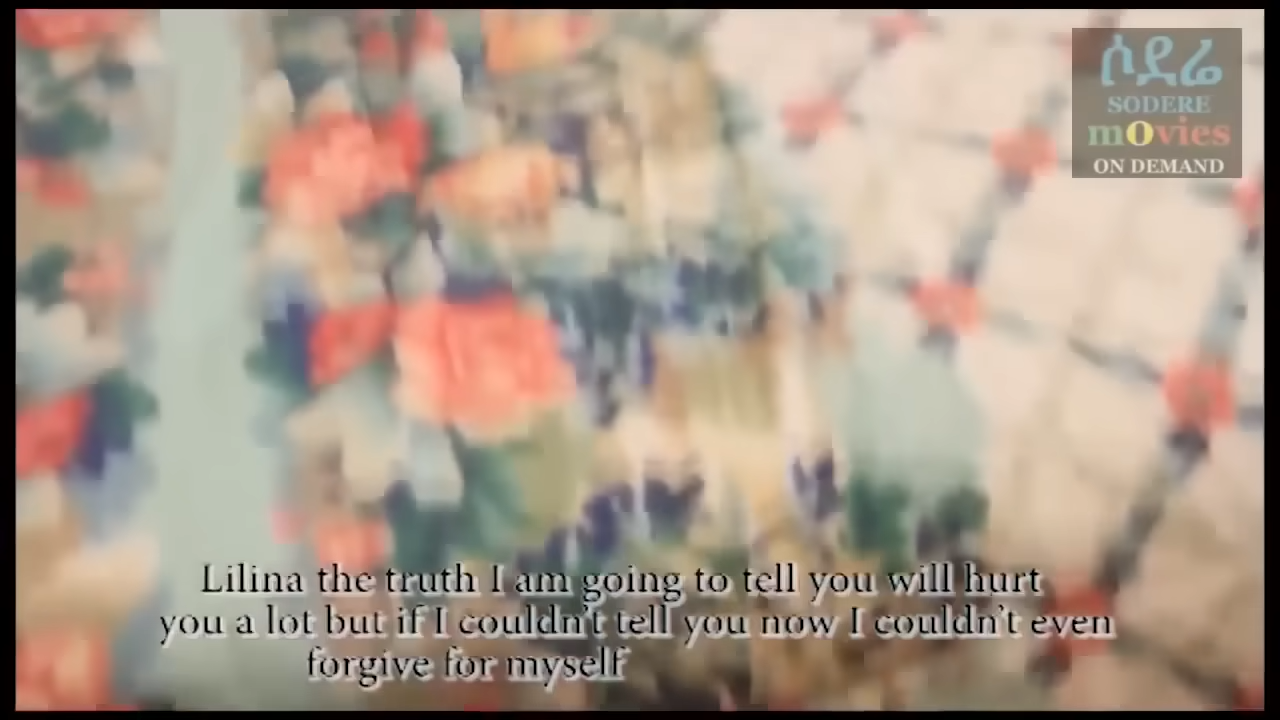 ሶደሬ
SODERE
mOvies
ON DEMAND
Lilina the truth I am going to tell you will hurt
you a lot but if I couldn't tell you now I couldn't even
forgive for myself